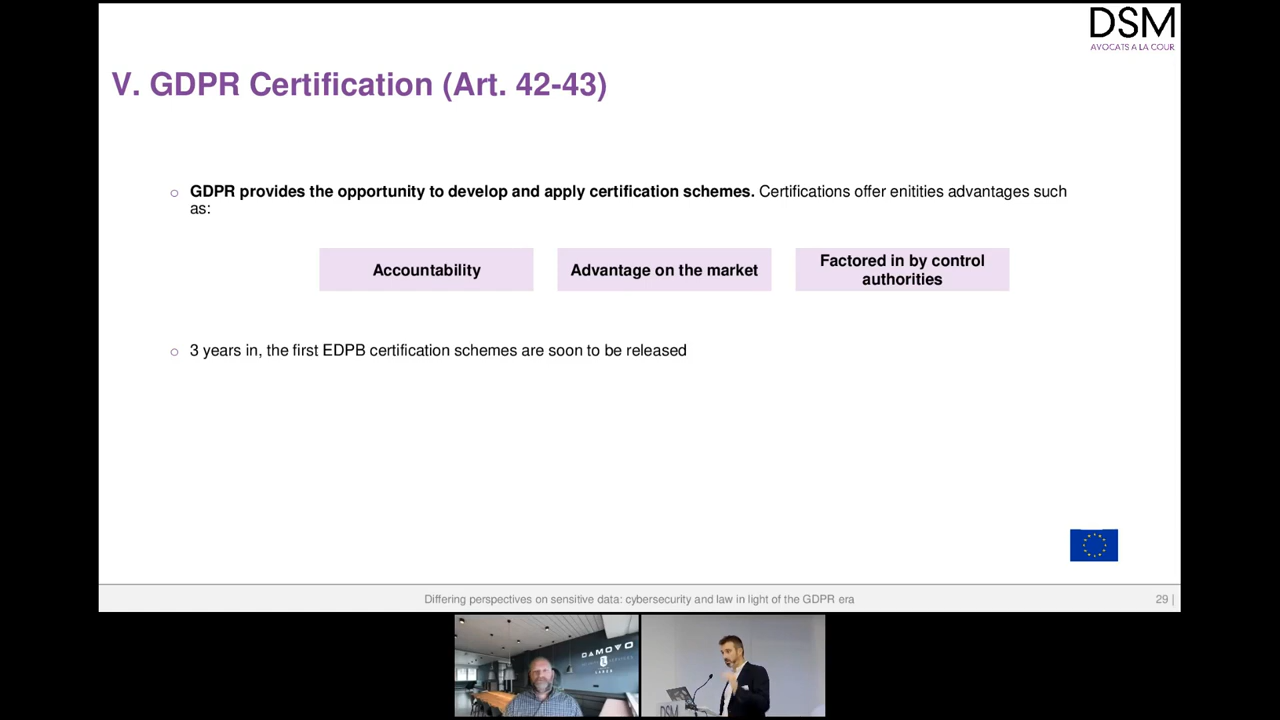 DSM
AVOCATS A LA COUR
V. GDPR Certification (Art. 42-43)
GDPR provides the opportunity to develop and apply certification schemes. Certifications offer enitities advantages such
as:
Accountability
Advantage on the market
Factored in by control
authorities
3 years in, the first EDPB certification schemes are soon to be released
Differing perspectives on sensitive data: cybersecurity and law in light of the GDPR era
29 |
DAMOVO
DSM